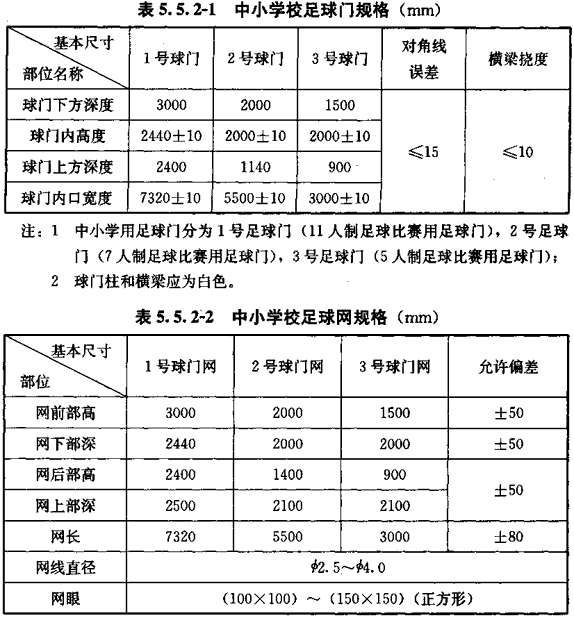 表 5.5.2-1 中小学校足球门规格（mm）
基本尺寸 部位名称 1 号球门 2 号球门 3 号球门 对角线误差 横梁挠度
球门下方深度 3000 2000 1500 ≤15 ≤10
球门内高度 2440±10 2000±10 2000±10
球门上方深度 2400 1140 900
球门内口宽度 7320±10 5500±10 3000±10
注：1 中小学用足球门分为 1 号足球门（11 人制足球比赛用足球门），2 号足球
门（7 人制足球比赛用足球门），3 号足球门（5 人制足球比赛用足球门）；
2 球门柱和横梁应为白色。
表 5.5.2-2 中小学校足球网规格（mm）
基本尺寸 部位 1 号球门网 2 号球门网 3 号球门网 允许偏差
网前部高 3000 2000 1500 ±50
网下部深 2440 2000 2000 ±50
网后部高 2400 1400 900 ±50
网上部深 2500 2100 2100
网长 7320 5500 3000 ±80
网线直径 ϕ2.5～ϕ4.0
网眼 （100×100）～（150×150）（正方形）